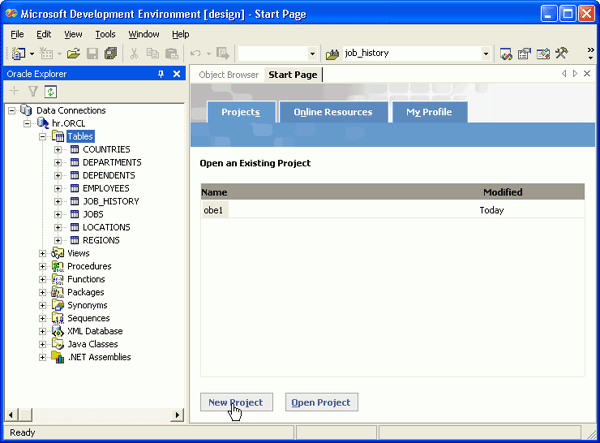 Microsoft Development Environment [design] - Start Page
File Edit View Tools Window Help
job_history
Oracle Explorer
Object Browser Start Page
Data Connections
hr.ORCL
Tables
COUNTRIES
DEPARTMENTS
DEPENDENTS
EMPLOYEES
JOB_HISTORY
JOBS
LOCATIONS
REGIONS
Views
Procedures
Functions
Packages
Synonyms
Sequences
XML Database
Java Classes
.NET Assemblies
Projects Online Resources My Profile
Open an Existing Project
Name Modified
obe1 Today
New Project Open Project
Ready